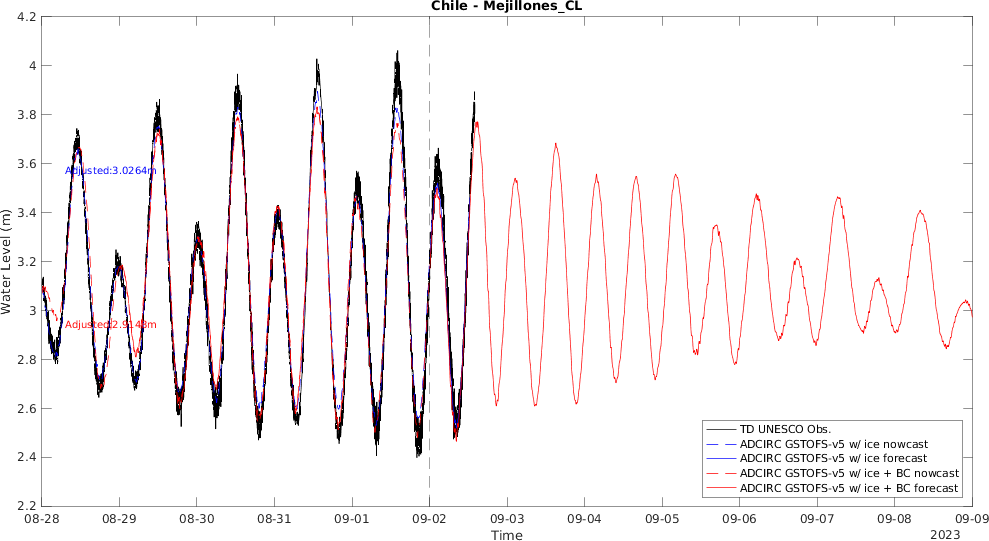 Chile - Mejillones_CL
4.2
4
3.8
3.6
3.4
3.2
3
2.8
2.6
2.4
2.2
Water Level (m)
Adjusted:3.0264m
Adjusted:2.9148m
TD UNESCO Obs.
ADCIRC GSTOFS-v5 w/ ice nowcast
ADCIRC GSTOFS-v5 w/ ice forecast
ADCIRC GSTOFS-v5 w/ ice + BC nowcast
ADCIRC GSTOFS-v5 w/ ice + BC forecast
08-28 08-29 08-30 08-31 09-01 09-02 09-03 09-04 09-05 09-06 09-07 09-08 09-09
Time
2023